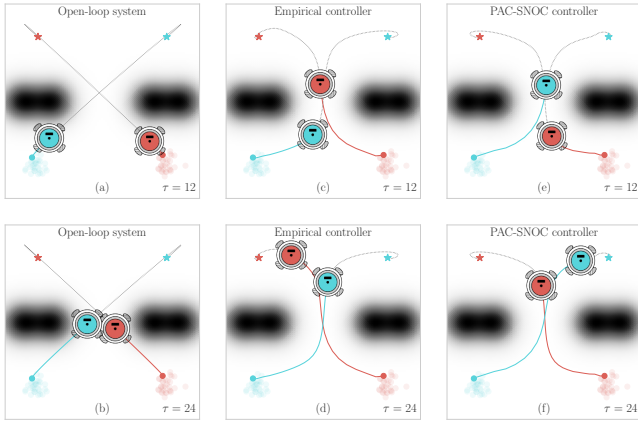 Open-loop system
Empirical controller
PAC-SNOC controller
(a)
τ = 12
(c)
τ = 12
(e)
τ = 12
Open-loop system
Empirical controller
PAC-SNOC controller
(b)
τ = 24
(d)
τ = 24
(f)
τ = 24